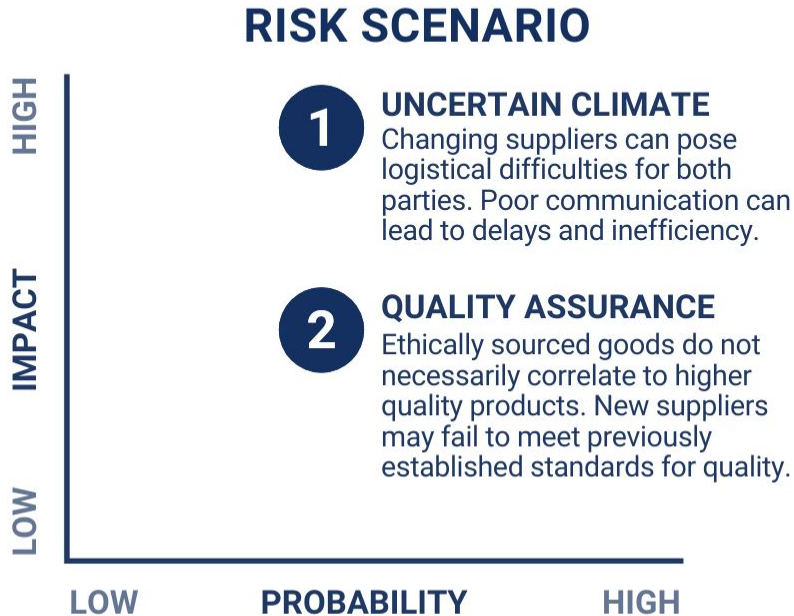 RISK SCENARIO
HIGH
IMPACT
LOW
1
UNCERTAIN CLIMATE
Changing suppliers can pose
logistical difficulties for both
parties. Poor communication can
lead to delays and inefficiency.
2
QUALITY ASSURANCE
Ethically sourced goods do not
necessarily correlate to higher
quality products. New suppliers
may fail to meet previously
established standards for quality.
LOW
PROBABILITY
HIGH